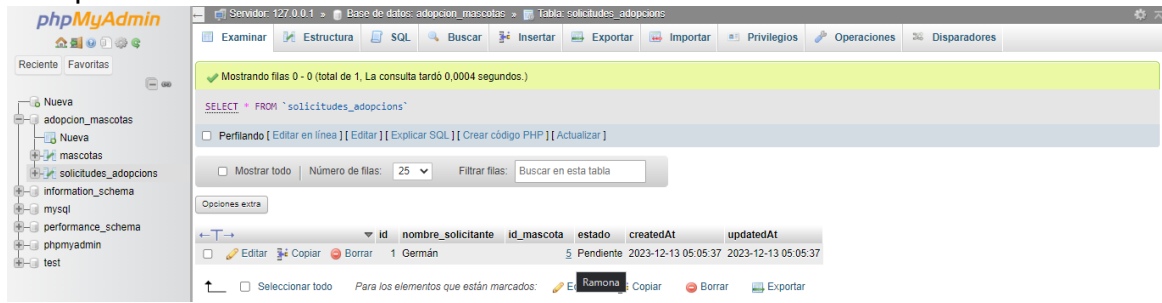 phpMyAdmin
Reciente Favoritas
Nueva
adopcion_mascotas
Nueva
mascotas
solicitudes_adopcions
information_schema
mysql
performance_schema
phpmyadmin
test
Servidor: 127.0.0.1 » Base de datos: adopcion_mascotas » Tabla: solicitudes_adopcions
Examinar Estructura SQL Buscar Insertar Exportar Importar Privilegios Operaciones Disparadores
Mostrando filas 0 - 0 (total de 1, La consulta tardó 0,0004 segundos.)
SELECT * FROM `solicitudes_adopcions`
Perfilando [ Editar en línea ] [ Editar ] [ Explicar SQL ] [ Crear código PHP ] [ Actualizar ]
Mostrar todo | Número de filas: 25 Filtrar filas: Buscar en esta tabla
Opciones extra
←T→ id nombre_solicitante id_mascota estado createdAt updatedAt
Editar Copiar Borrar 1 Germán 5 Pendiente 2023-12-13 05:05:37 2023-12-13 05:05:37
Ramona
Seleccionar todo Para los elementos que están marcados: Copiar Borrar Exportar